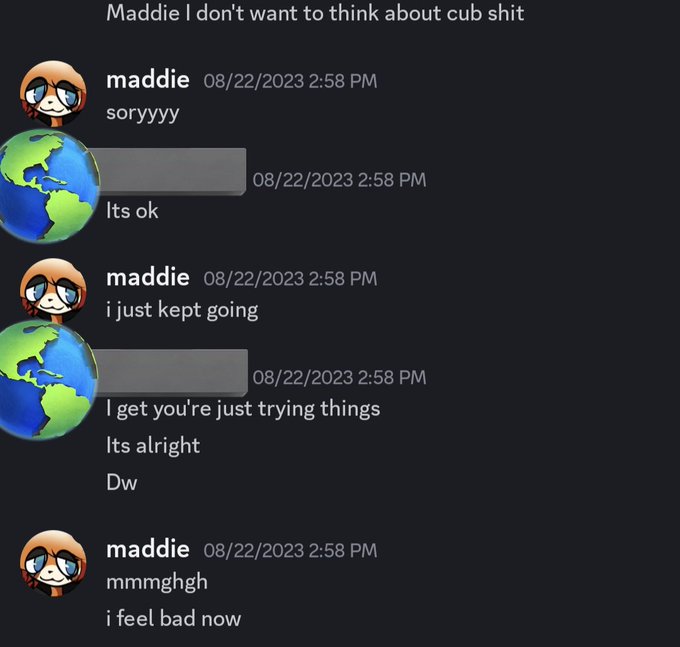 Maddie I don't want to think about cub shit
maddie 08/22/2023 2:58 PM
soryyyy
08/22/2023 2:58 PM
Its ok
maddie 08/22/2023 2:58 PM
i just kept going
08/22/2023 2:58 PM
I get you're just trying things
Its alright
Dw
maddie 08/22/2023 2:58 PM
mmmghgh
i feel bad now